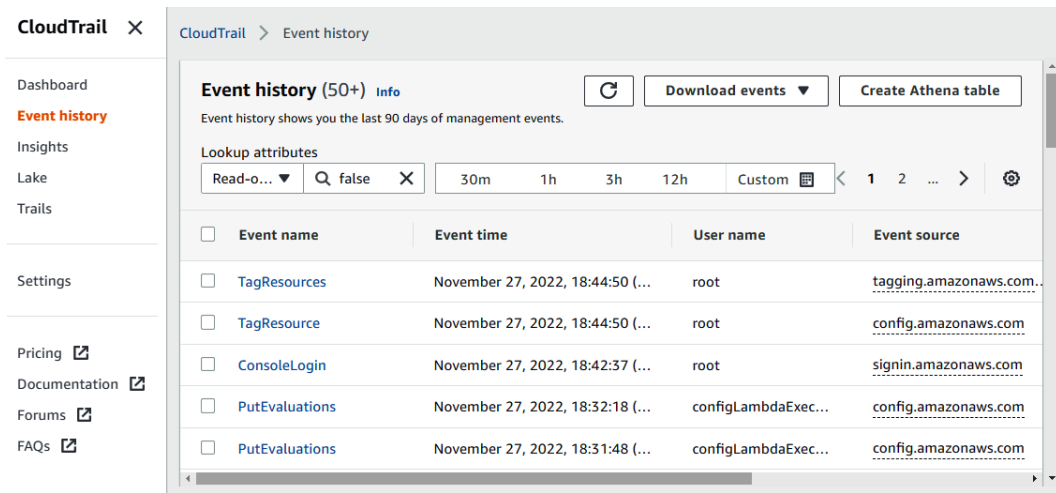 CloudTrail
Dashboard
Event history
Insights
Lake
Trails
Settings
Pricing
Documentation
Forums
FAQs
CloudTrail > Event history
Event history (50+) Info
Download events
Create Athena table
Event history shows you the last 90 days of management events.
Lookup attributes
Read-o... false 30m 1h 3h 12h Custom 1 2 ...
Event name Event time User name Event source
TagResources November 27, 2022, 18:44:50 (... root tagging.amazonaws.com...
TagResource November 27, 2022, 18:44:50 (... root config.amazonaws.com
ConsoleLogin November 27, 2022, 18:42:37 (... root signin.amazonaws.com
PutEvaluations November 27, 2022, 18:32:18 (... configLambdaExec... config.amazonaws.com
PutEvaluations November 27, 2022, 18:31:48 (... configLambdaExec... config.amazonaws.com